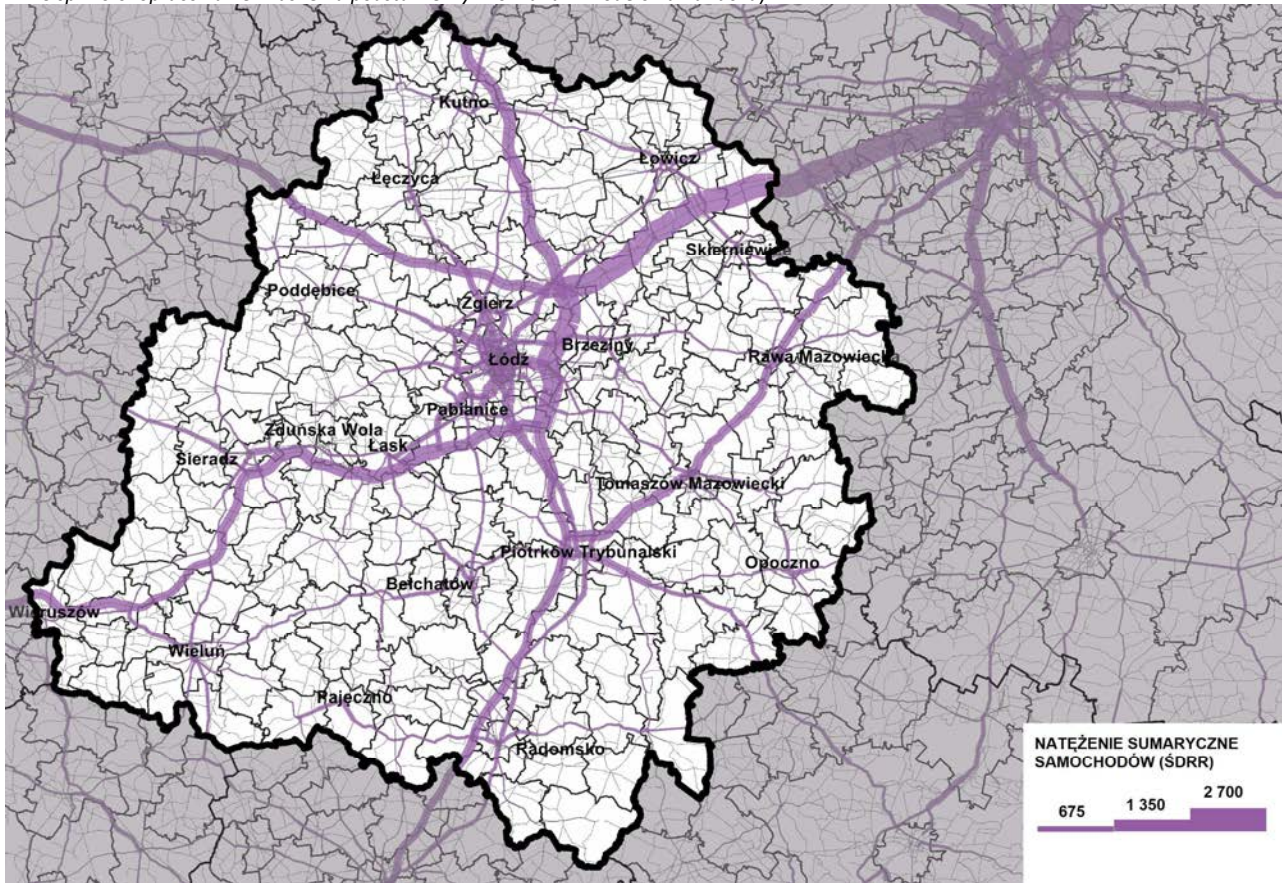 Kutno
Łowicz
Łęczyca
Skierniewice
Poddębice
Zgierz
Brzeziny
Łódź
Rawa Mazowiecka
Pabianice
Zduńska Wola
Łask
Sieradz
Tomaszów Mazowiecki
Piotrków Trybunalski
Opoczno
Bełchatów
Wieruszów
Wieluń
Pajęczno
Radomsko
NATĘŻENIE SUMARYCZNE
SAMOCHODÓW (ŚDRR)
675 1 350 2 700